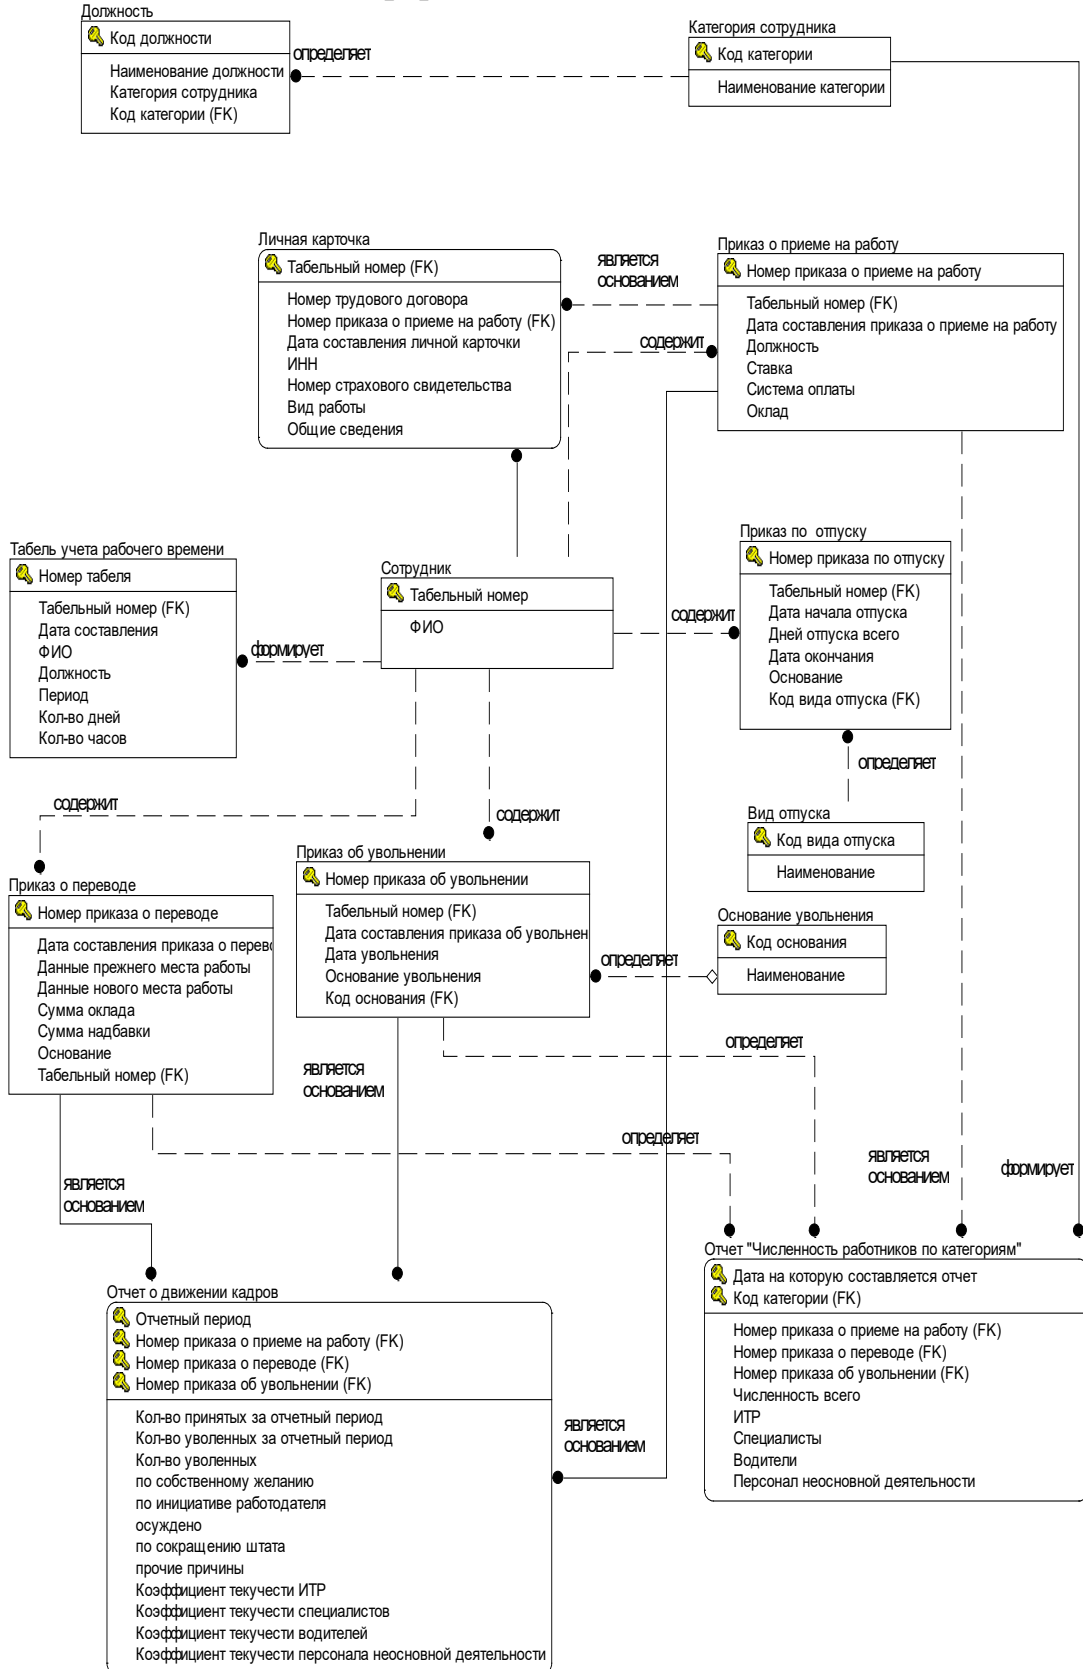 Должность
Код должности
Наименование должности
Категория сотрудника
Код категории (FK)
определяет
Категория сотрудника
Код категории
Наименование категории
Личная карточка
Табельный номер (FK)
Номер трудового договора
Номер приказа о приеме на работу (FK)
Дата составления личной карточки
ИНН
Номер страхового свидетельства
Вид работы
Общие сведения
является
основанием
содержит
Приказ о приеме на работу
Номер приказа о приеме на работу
Табельный номер (FK)
Дата составления приказа о приеме на работу
Должность
Ставка
Система оплаты
Оклад
Табель учета рабочего времени
Номер табеля
Табельный номер (FK)
Дата составления
ФИО
Должность
Период
Кол-во дней
Кол-во часов
формирует
Сотрудник
Табельный номер
ФИО
содержит
Приказ по отпуску
Номер приказа по отпуску
Табельный номер (FK)
Дата начала отпуска
Дней отпуска всего
Дата окончания
Основание
Код вида отпуска (FK)
определяет
Вид отпуска
Код вида отпуска
Наименование
содержит
содержит
Приказ о переводе
Номер приказа о переводе
Дата составления приказа о перево
Данные прежнего места работы
Данные нового места работы
Сумма оклада
Сумма надбавки
Основание
Табельный номер (FK)
Приказ об увольнении
Номер приказа об увольнении
Табельный номер (FK)
Дата составления приказа об увольнен
Дата увольнения
Основание увольнения
Код основания (FK)
определяет
Основание увольнения
Код основания
Наименование
определяет
является
основанием
определяет
является
основанием
является
основанием
формирует
Отчет о движении кадров
Отчетный период
Номер приказа о приеме на работу (FK)
Номер приказа о переводе (FK)
Номер приказа об увольнении (FK)
Кол-во принятых за отчетный период
Кол-во уволенных за отчетный период
Кол-во уволенных
по собственному желанию
по инициативе работодателя
осуждено
по сокращению штата
прочие причины
Коэффициент текучести ИТР
Коэффициент текучести специалистов
Коэффициент текучести водителей
Коэффициент текучести персонала неосновной деятельности
является
основанием
Отчет "Численность работников по категориям"
Дата на которую составляется отчет
Код категории (FK)
Номер приказа о приеме на работу (FK)
Номер приказа о переводе (FK)
Номер приказа об увольнении (FK)
Численность всего
ИТР
Специалисты
Водители
Персонал неосновной деятельности